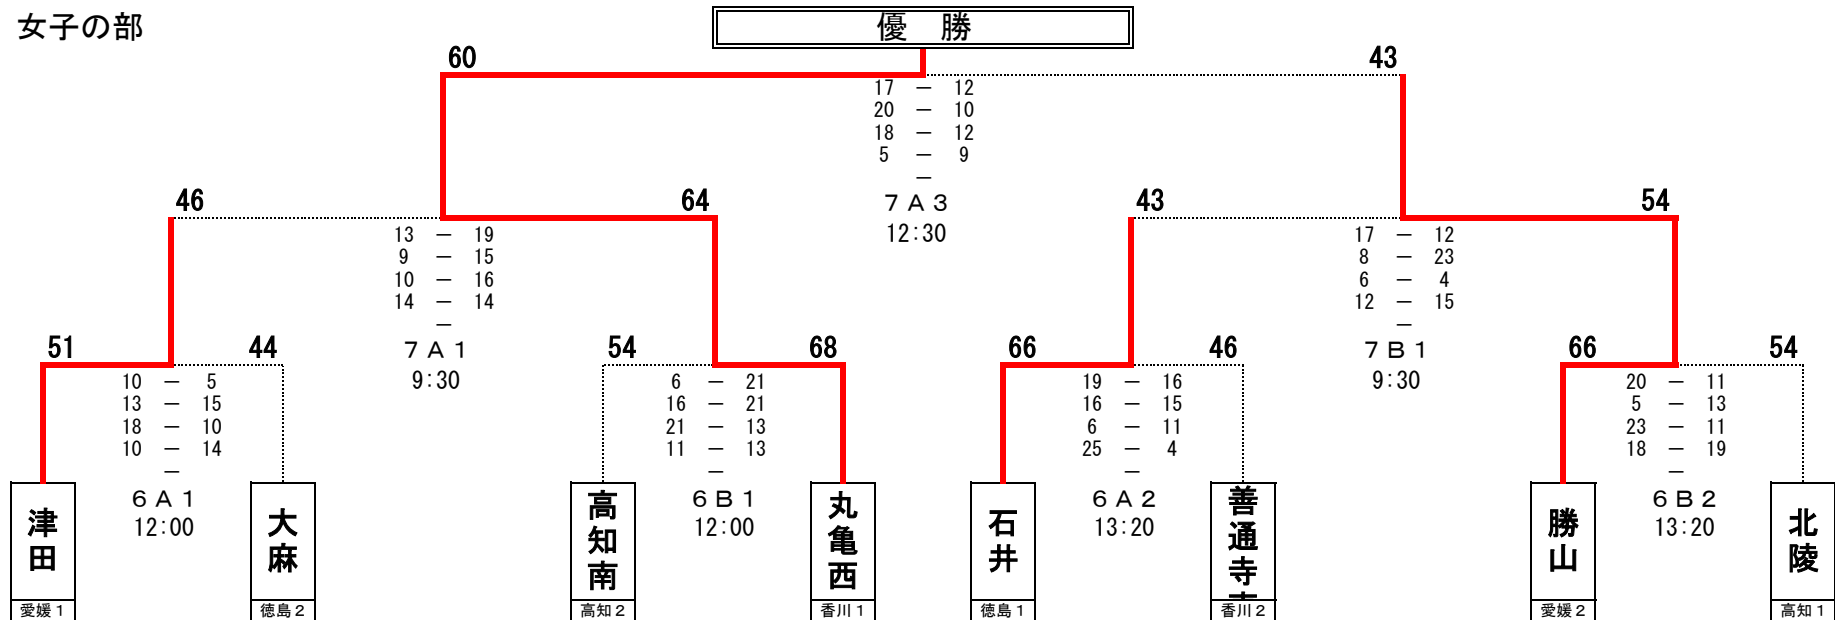 女子の部
優　勝
60
43
17 ― 12
20 ― 10
18 ― 12
5 ― 9
―
７Ａ３
12:30
46
64
13 ― 19
9 ― 15
10 ― 16
14 ― 14
―
７Ａ１
9:30
43
54
17 ― 12
8 ― 23
6 ― 4
12 ― 15
―
７Ｂ１
9:30
51
44
10 ― 5
13 ― 15
18 ― 10
10 ― 14
―
６Ａ１
12:00
54
68
6 ― 21
16 ― 21
21 ― 13
11 ― 13
―
６Ｂ１
12:00
66
46
19 ― 16
16 ― 15
6 ― 11
25 ― 4
―
６Ａ２
13:20
66
54
20 ― 11
5 ― 13
23 ― 11
18 ― 19
―
６Ｂ２
13:20
津田
愛媛１
大麻
徳島２
高知南
高知２
丸亀西
香川１
石井
徳島１
善通寺
香川２
勝山
愛媛２
北陵
高知１